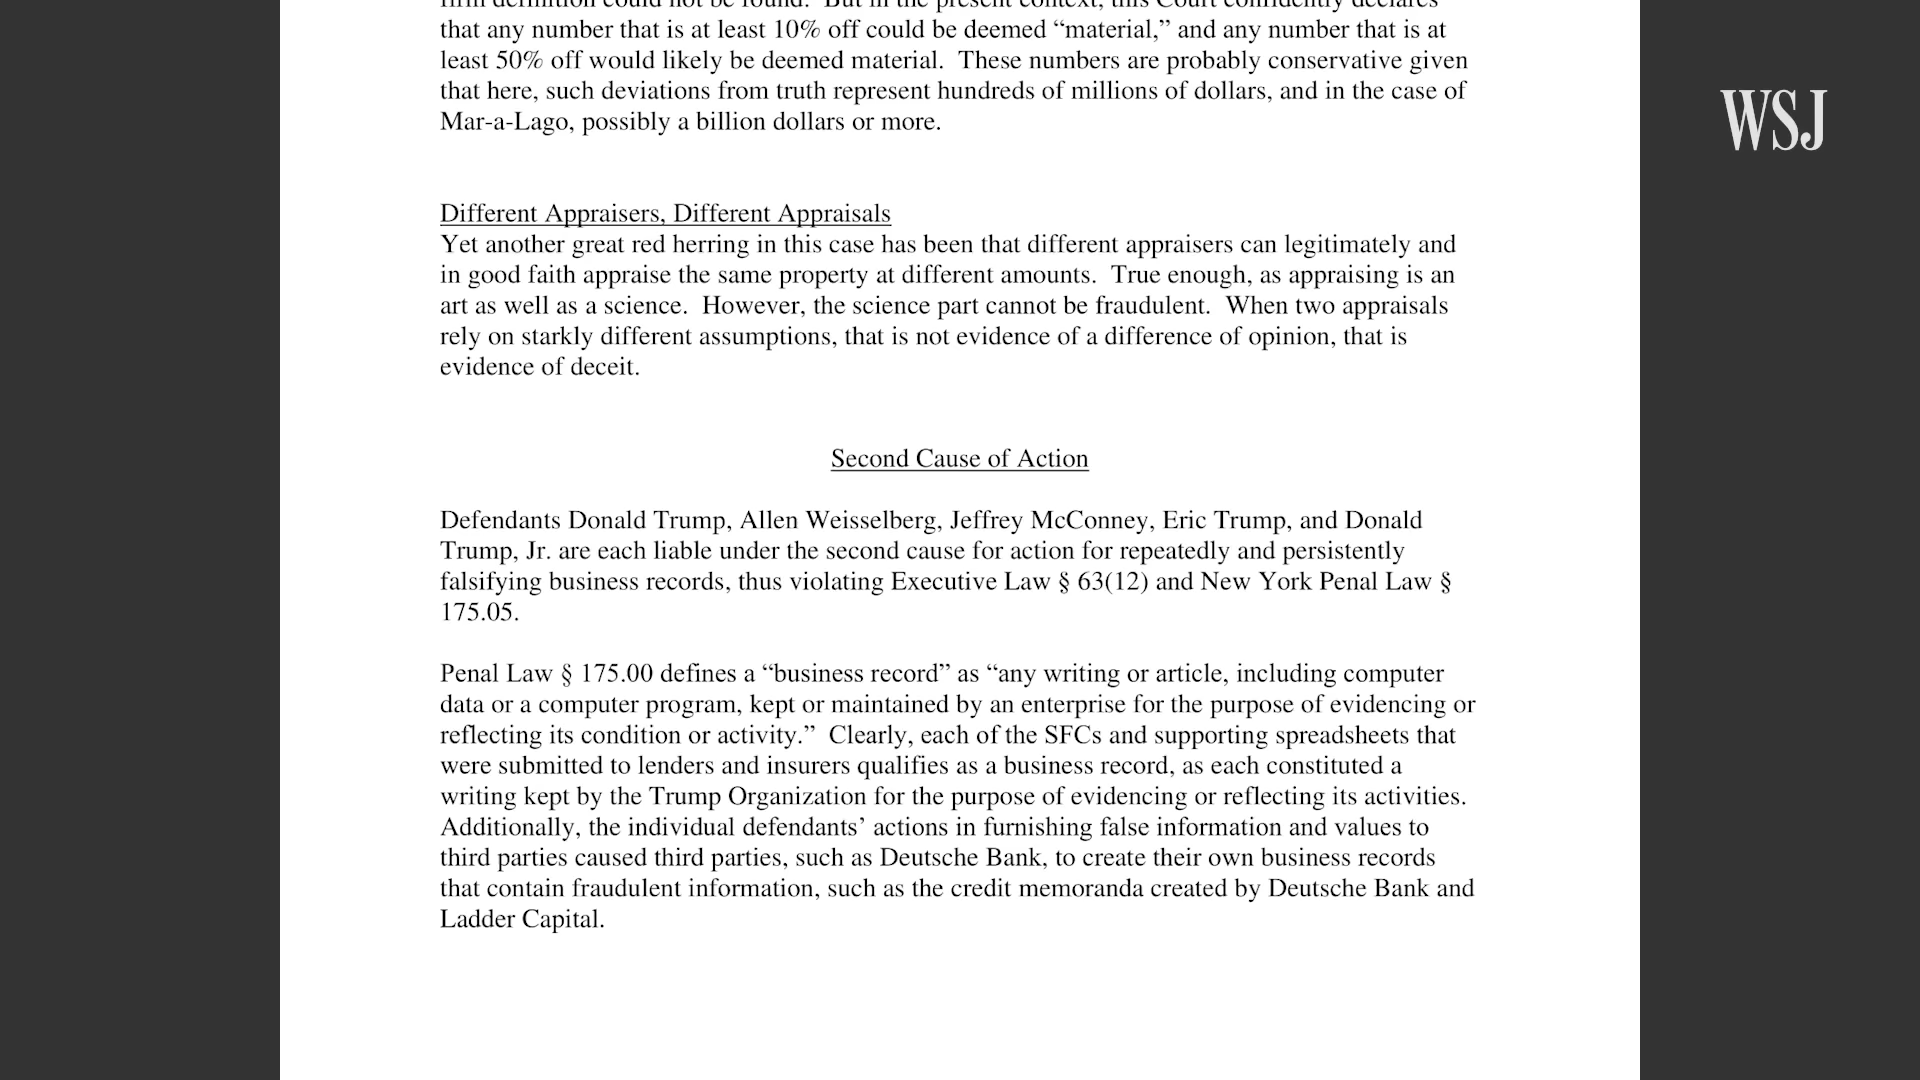 firm definition could not be found.  But in the present context, this Court confidently declares
that any number that is at least 10% off could be deemed “material,” and any number that is at
least 50% off would likely be deemed material.  These numbers are probably conservative given
that here, such deviations from truth represent hundreds of millions of dollars, and in the case of
Mar-a-Lago, possibly a billion dollars or more.
WSJ
Different Appraisers, Different Appraisals
Yet another great red herring in this case has been that different appraisers can legitimately and
in good faith appraise the same property at different amounts.  True enough, as appraising is an
art as well as a science.  However, the science part cannot be fraudulent.  When two appraisals
rely on starkly different assumptions, that is not evidence of a difference of opinion, that is
evidence of deceit.
Second Cause of Action
Defendants Donald Trump, Allen Weisselberg, Jeffrey McConney, Eric Trump, and Donald
Trump, Jr. are each liable under the second cause for action for repeatedly and persistently
falsifying business records, thus violating Executive Law § 63(12) and New York Penal Law §
175.05.
Penal Law § 175.00 defines a “business record” as “any writing or article, including computer
data or a computer program, kept or maintained by an enterprise for the purpose of evidencing or
reflecting its condition or activity.”  Clearly, each of the SFCs and supporting spreadsheets that
were submitted to lenders and insurers qualifies as a business record, as each constituted a
writing kept by the Trump Organization for the purpose of evidencing or reflecting its activities.
Additionally, the individual defendants’ actions in furnishing false information and values to
third parties caused third parties, such as Deutsche Bank, to create their own business records
that contain fraudulent information, such as the credit memoranda created by Deutsche Bank and
Ladder Capital.